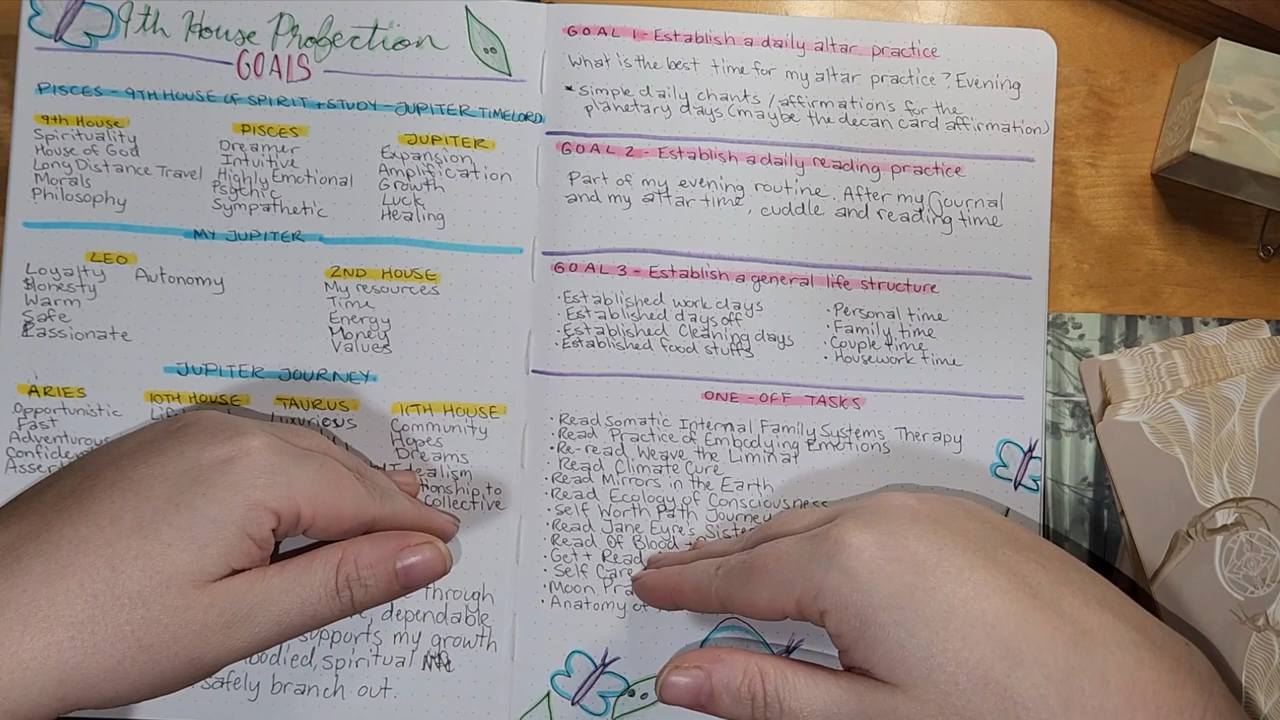 9th House Profection
GOALS
PISCES - 9TH HOUSE OF SPIRIT + STUDY - JUPITER TIMELORD
9th House
Spirituality
House of God
Long Distance Travel
Morals
Philosophy
PISCES
Dreamer
Intuitive
Highly Emotional
Psychic
Sympathetic
JUPITER
Expansion
Amplification
Growth
Luck
Healing
MY JUPITER
LEO
Loyalty Autonomy
Honesty
Warm
Safe
Passionate
2ND HOUSE
My resources
Time
Energy
Money
Values
JUPITER JOURNEY
ARIES
Opportunistic
Fast
Adventurous
10TH HOUSE
TAURUS
Luxurious
11TH HOUSE
Community
Hopes
Dreams
Idealism
to
collective
through
dependable
supports my growth
spiritual
safely branch out.
GOAL 1 - Establish a daily altar practice
What is the best time for my altar practice? Evening
*simple daily chants / affirmations for the
planetary days (maybe the decan card affirmation)
GOAL 2 - Establish a daily reading practice
Part of my evening routine. After my journal
and my altar time, cuddle and reading time
GOAL 3 - Establish a general life structure
·Established work days
·Established days off
·Established Cleaning days
·Established food stuffs
·Personal time
·Family time
·Couple time
·Housework time
ONE-OFF TASKS
·Read Somatic Internal Family Systems Therapy
·Read Practice of Embodying Emotions
·Re-read Weave the Liminal
·Read Climate Cure
·Read Mirrors in the Earth
·Read Ecology of Consciousness
·Self Worth Path Journey
·Read Jane Eyre's
·Read Of Blood
·Get + Read
·Self Care
·Moon
·Anatomy of